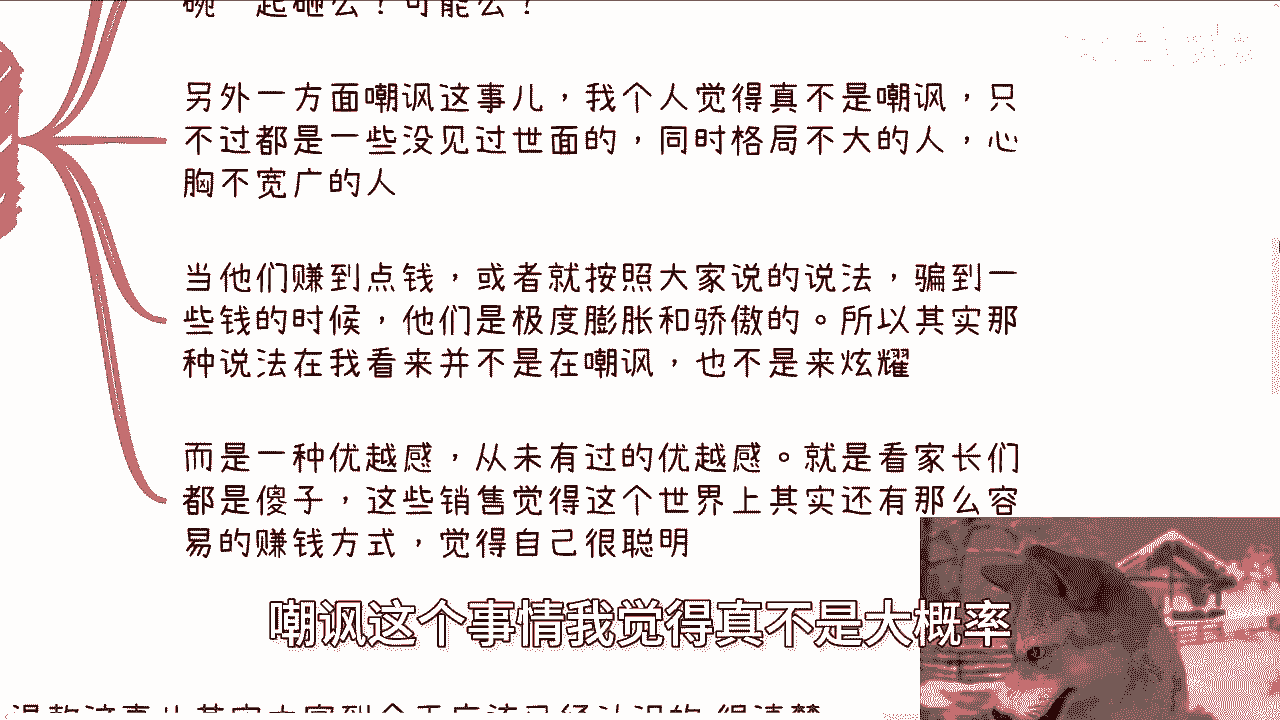 碗一起砸么？可能么？
另外一方面嘲讽这事儿，我个人觉得真不是嘲讽，只
不过都是一些没见过世面的，同时格局不大的人，心
胸不宽广的人
当他们赚到点钱，或者就按照大家说的说法，骗到一
些钱的时候，他们是极度膨胀和骄傲的。所以其实那
种说法在我看来并不是在嘲讽，也不是来炫耀
而是一种优越感，从未有过的优越感。就是看家长们
都是傻子，这些销售觉得这个世界上其实还有那么容
易的赚钱方式，觉得自己很聪明
嘲讽这个事情我觉得真不是大概率